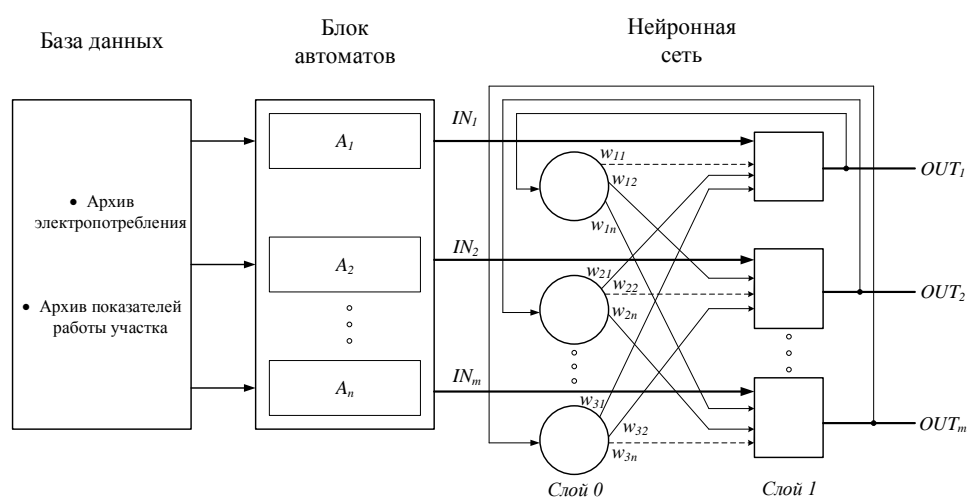 База данных
Блок
автоматов
Нейронная
сеть
• Архив
электропотребления
• Архив показателей
работы участка
A1
A2
An
IN1
IN2
INm
w11
w12
w1n
w21
w22
w2n
w31
w32
w3n
OUT1
OUT2
OUTm
Слой 0
Слой 1